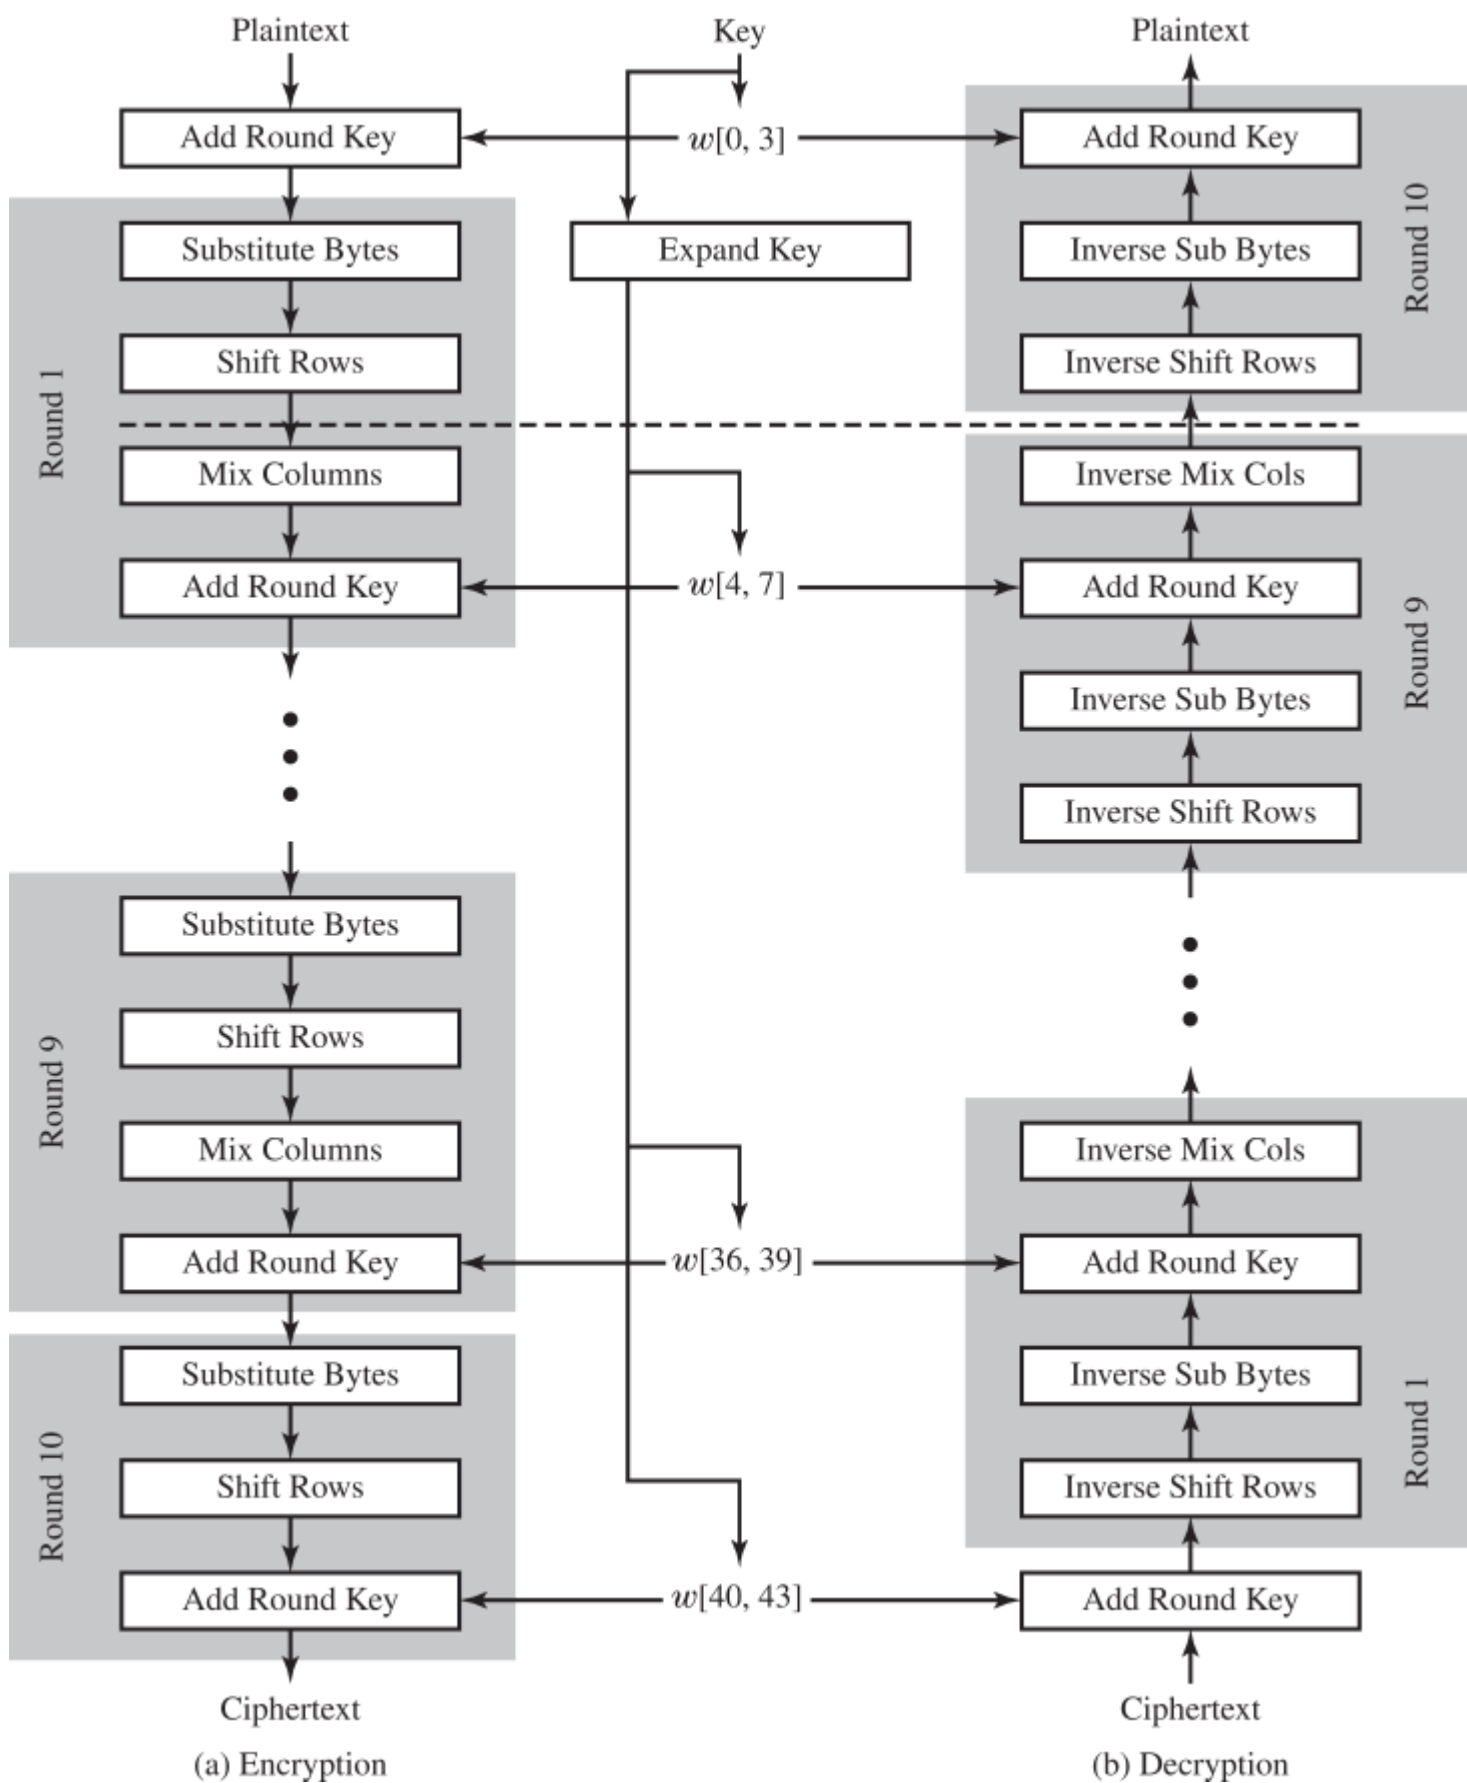 Plaintext
Key
Plaintext
Add Round Key
w[0, 3]
Add Round Key
Substitute Bytes
Expand Key
Inverse Sub Bytes
Round 10
Shift Rows
Inverse Shift Rows
Round 1
Mix Columns
Inverse Mix Cols
Add Round Key
w[4, 7]
Add Round Key
Round 9
Inverse Sub Bytes
Inverse Shift Rows
Substitute Bytes
Shift Rows
Round 9
Mix Columns
Inverse Mix Cols
Add Round Key
w[36, 39]
Add Round Key
Substitute Bytes
Inverse Sub Bytes
Round 1
Round 10
Shift Rows
Inverse Shift Rows
Add Round Key
w[40, 43]
Add Round Key
Ciphertext
Ciphertext
(a) Encryption
(b) Decryption